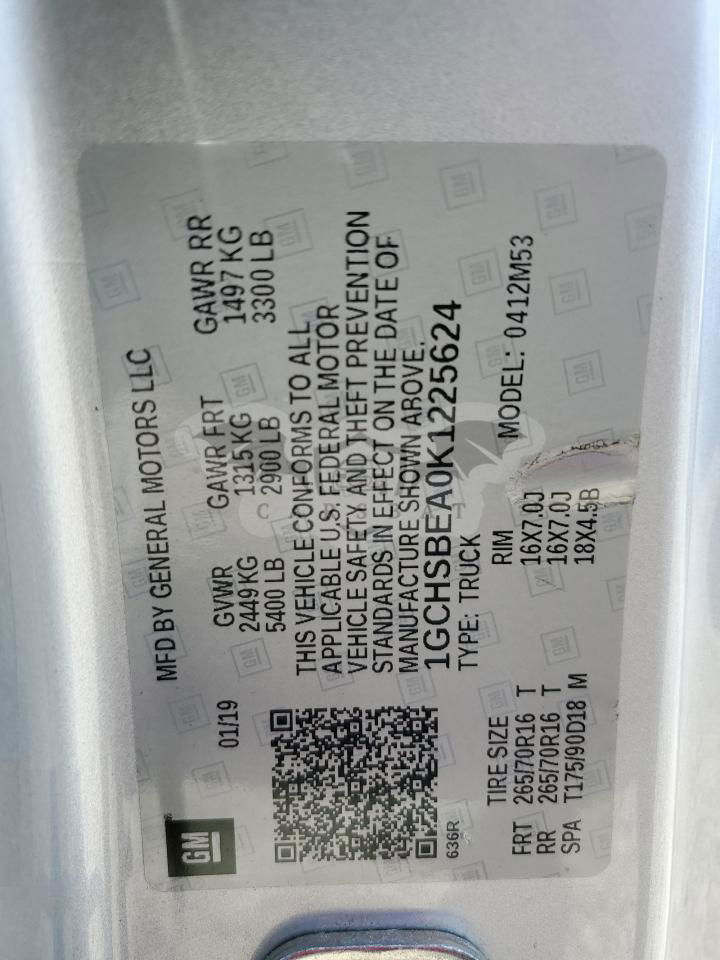 GM
MFD BY GENERAL MOTORS LLC
01/19
GVWR GAWR FRT GAWR RR
2449 KG 1315 KG 1497 KG
5400 LB 2900 LB 3300 LB
THIS VEHICLE CONFORMS TO ALL
APPLICABLE U.S. FEDERAL MOTOR
VEHICLE SAFETY AND THEFT PREVENTION
STANDARDS IN EFFECT ON THE DATE OF
MANUFACTURE SHOWN ABOVE.
1GCHSBEA0K1225624
TYPE: TRUCK
636R
MODEL: 0412M53
TIRE SIZE RIM
FRT 265/70R16 T 16X7.0J
RR 265/70R16 T 16X7.0J
SPA T175/90D18 M 18X4.5B